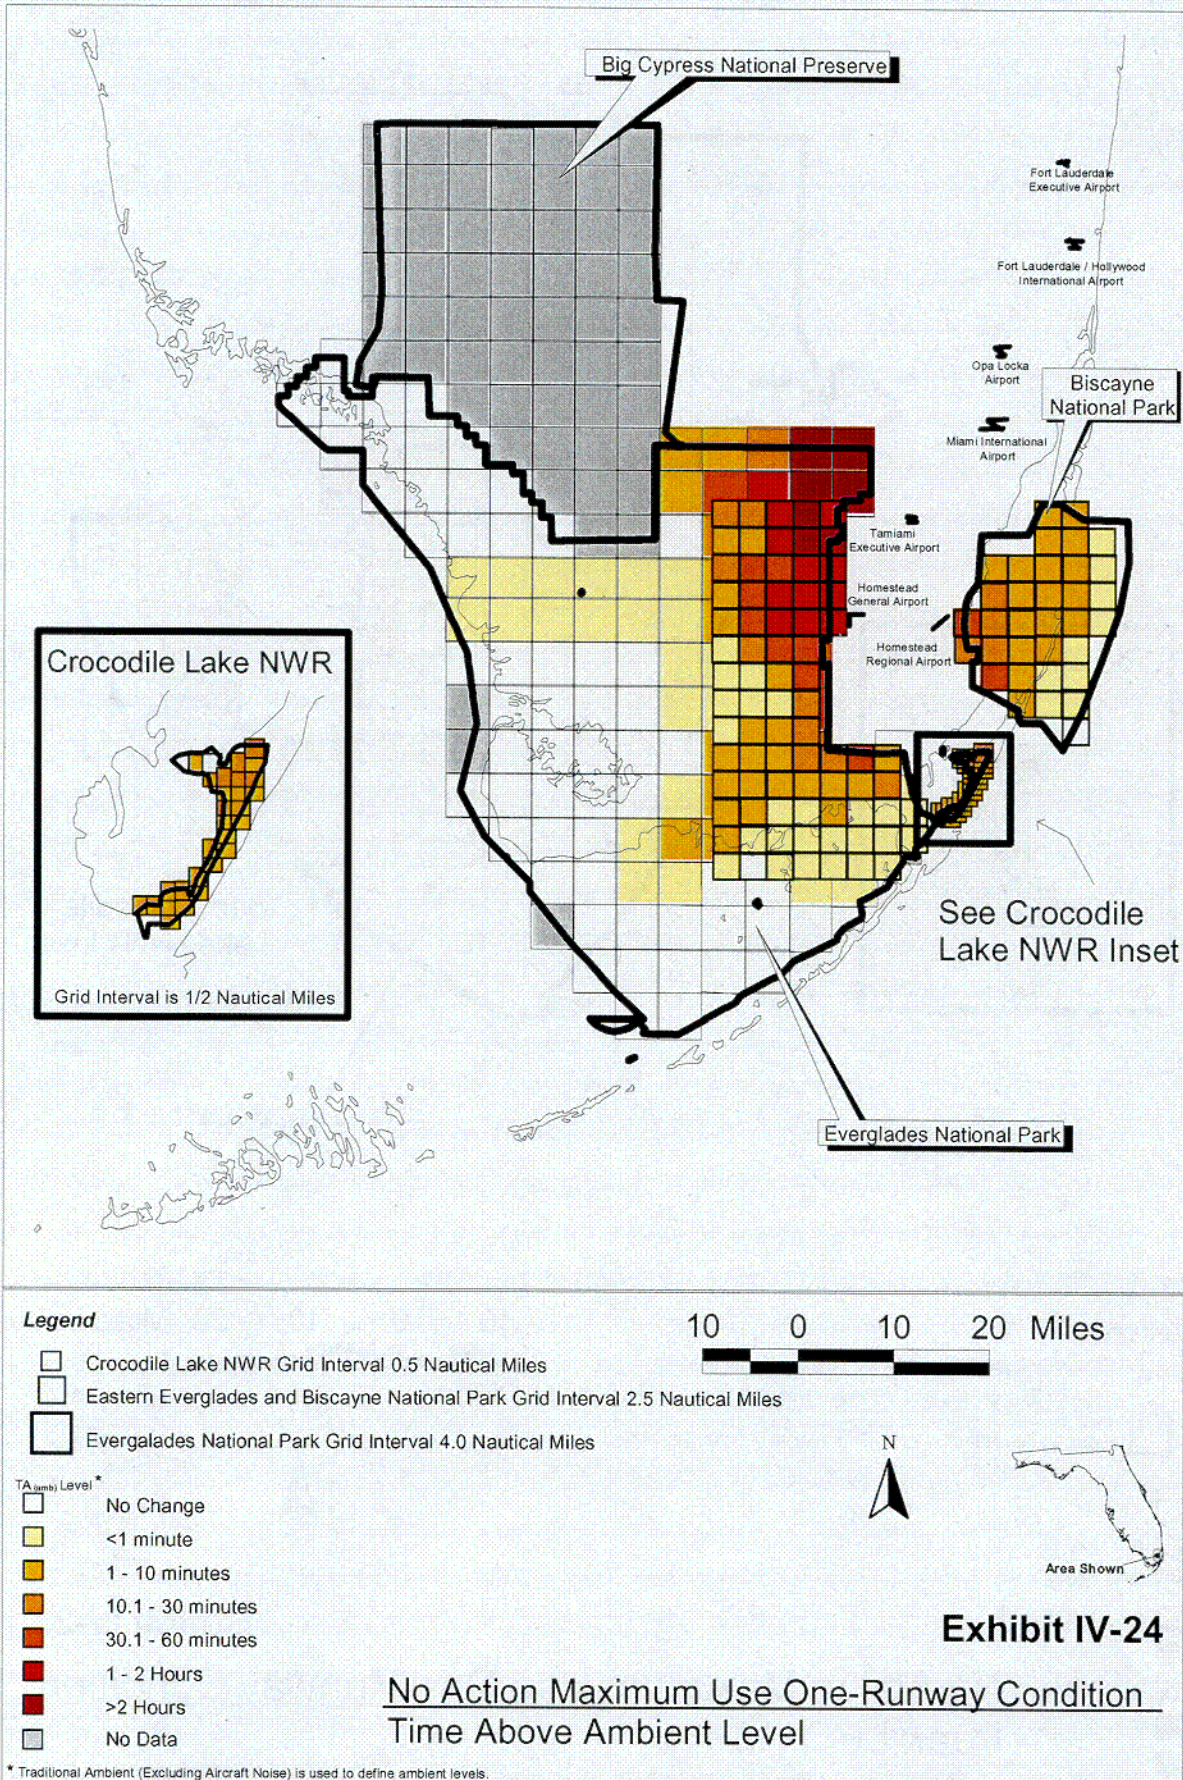 Big Cypress National Preserve
Fort Lauderdale
Executive Airport
Fort Lauderdale / Hollywood
International Airport
Opa Locka
Airport
Biscayne
National Park
Miami International
Airport
Tamiami
Executive Airport
Homestead
General Airport
Homestead
Regional Airport
Crocodile Lake NWR
Grid Interval is 1/2 Nautical Miles
See Crocodile
Lake NWR Inset
Everglades National Park
Legend
Crocodile Lake NWR Grid Interval 0.5 Nautical Miles
Eastern Everglades and Biscayne National Park Grid Interval 2.5 Nautical Miles
Evergalades National Park Grid Interval 4.0 Nautical Miles
10 0 10 20 Miles
N
TA (amb) Level *
No Change
<1 minute
1 - 10 minutes
10.1 - 30 minutes
30.1 - 60 minutes
1 - 2 Hours
>2 Hours
No Data
Area Shown
Exhibit IV-24
No Action Maximum Use One-Runway Condition
Time Above Ambient Level
* Traditional Ambient (Excluding Aircraft Noise) is used to define ambient levels.